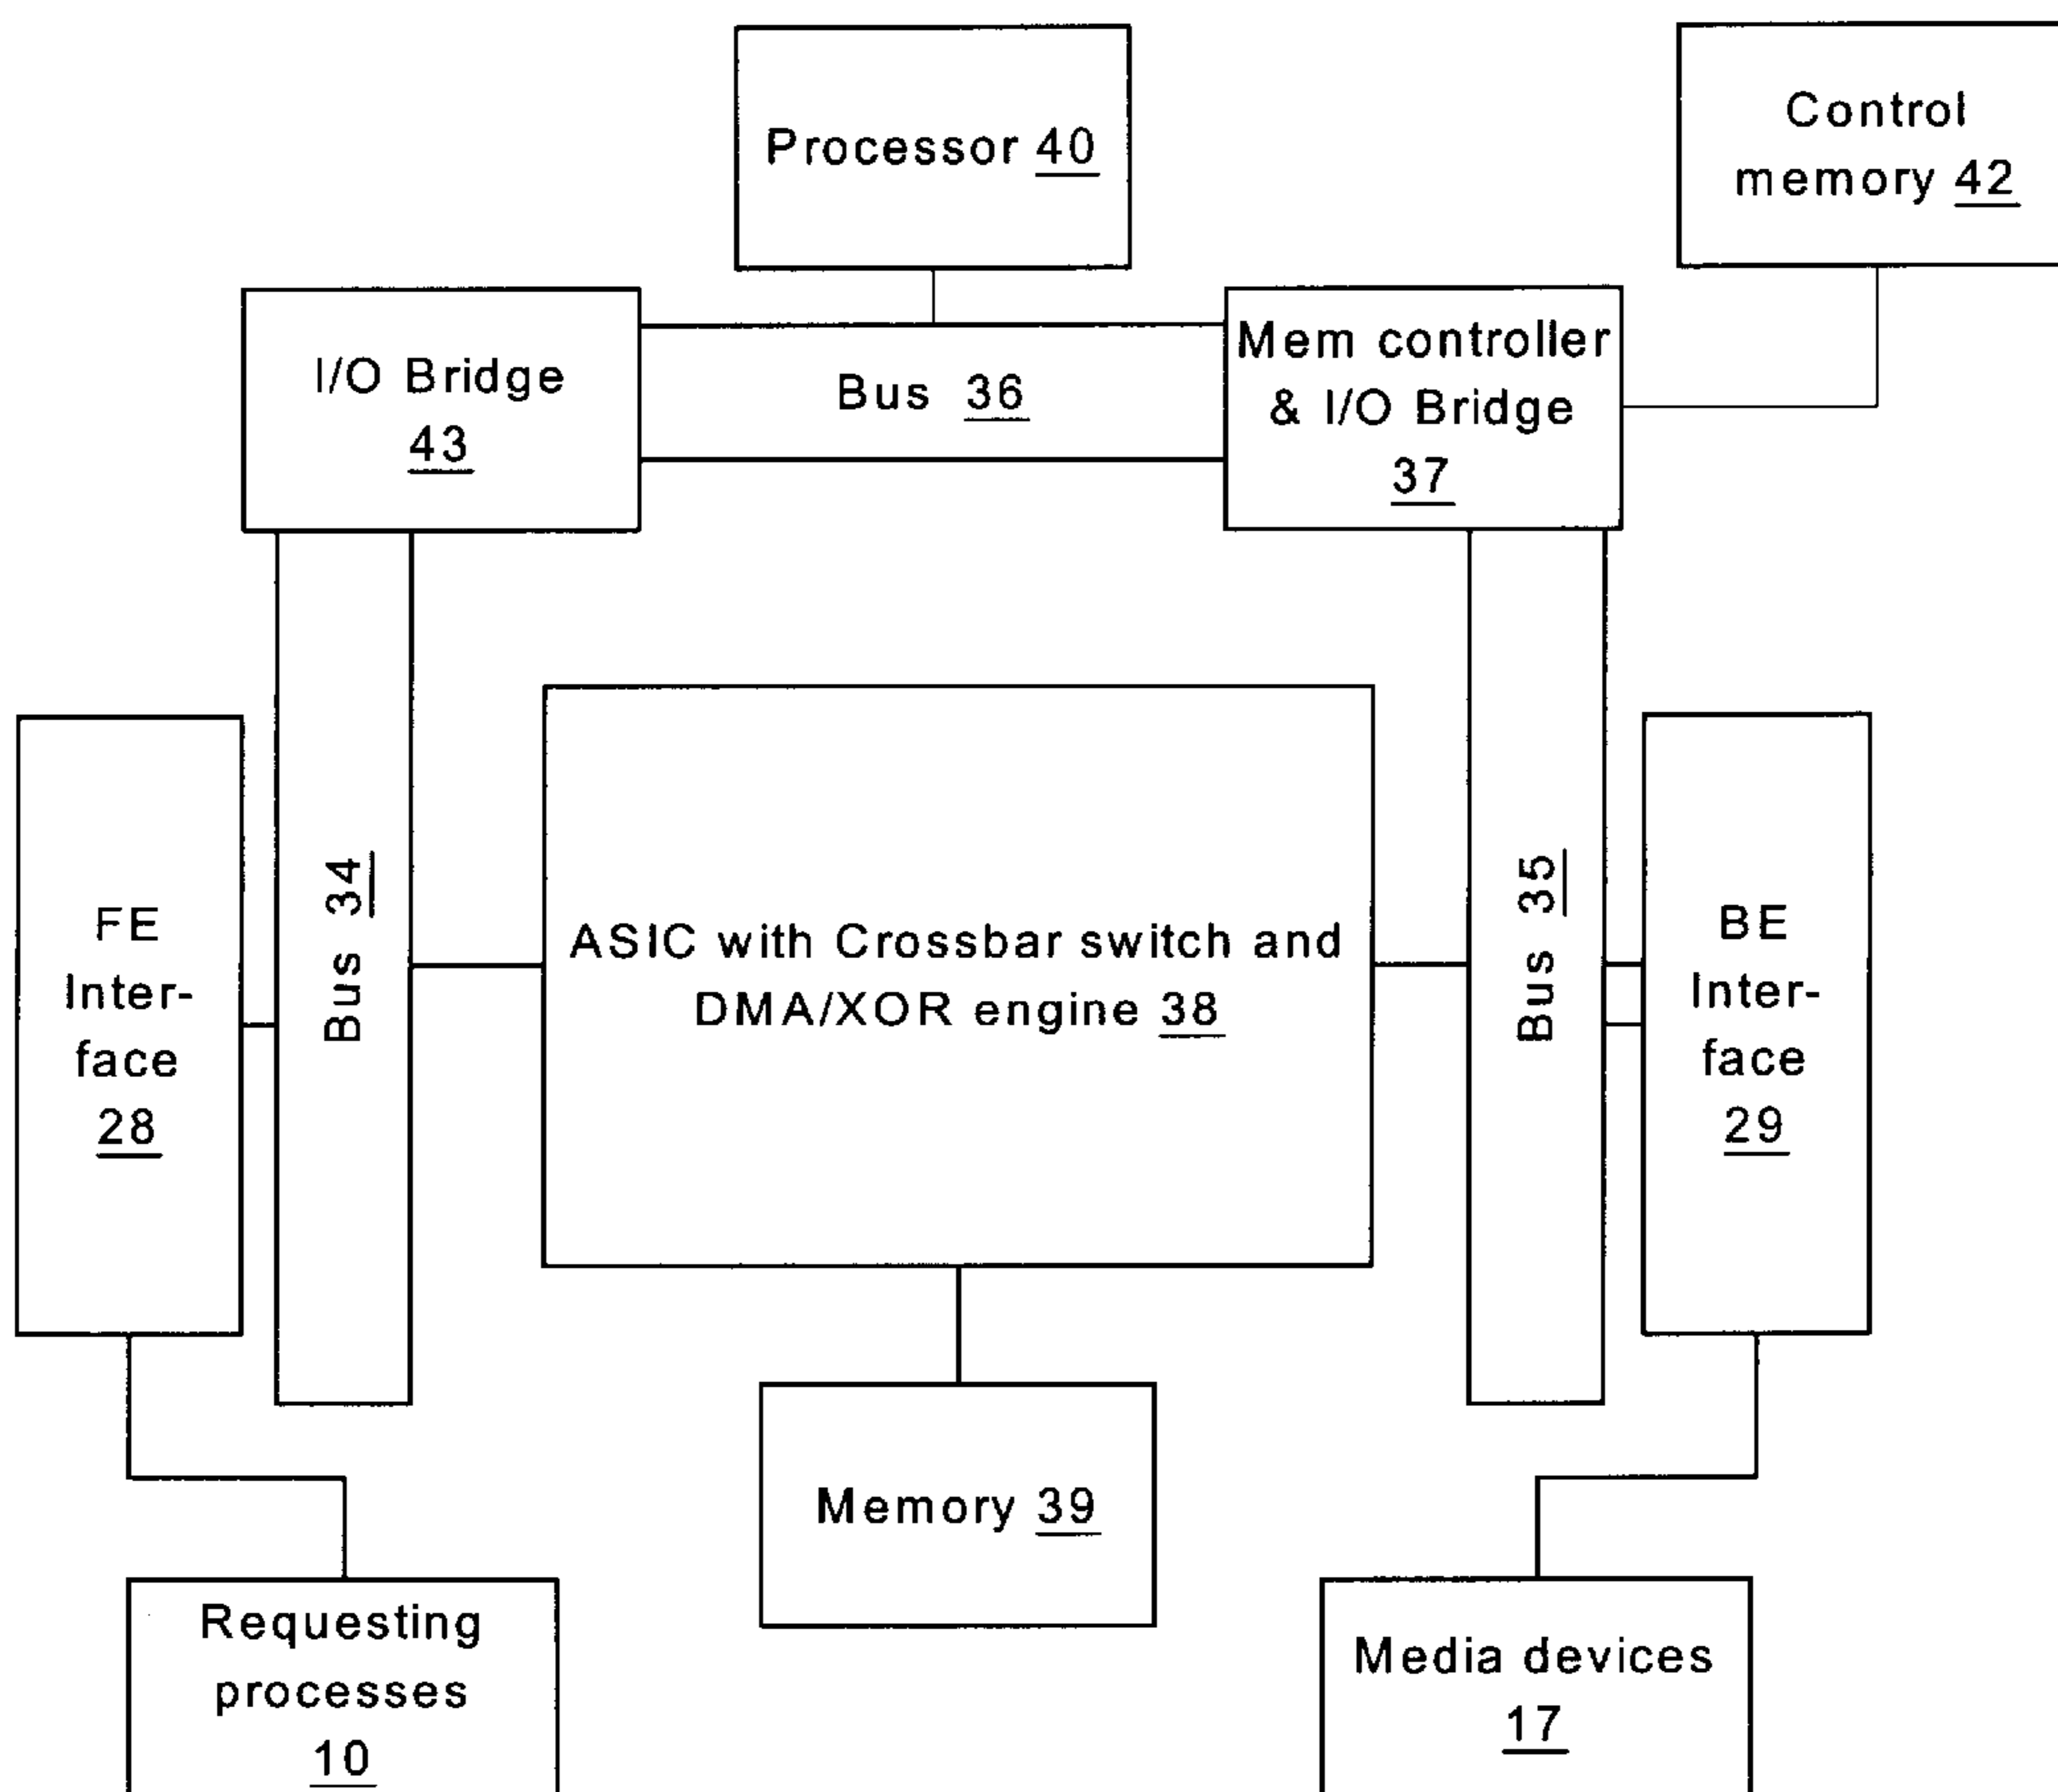 Processor 40
Control
memory 42
I/O Bridge
43
Bus 36
Mem controller
& I/O Bridge
37
FE
Inter-
face
28
Bus 34
ASIC with Crossbar switch and
DMA/XOR engine 38
Bus 35
BE
Inter-
face
29
Memory 39
Requesting
processes
10
Media devices
17